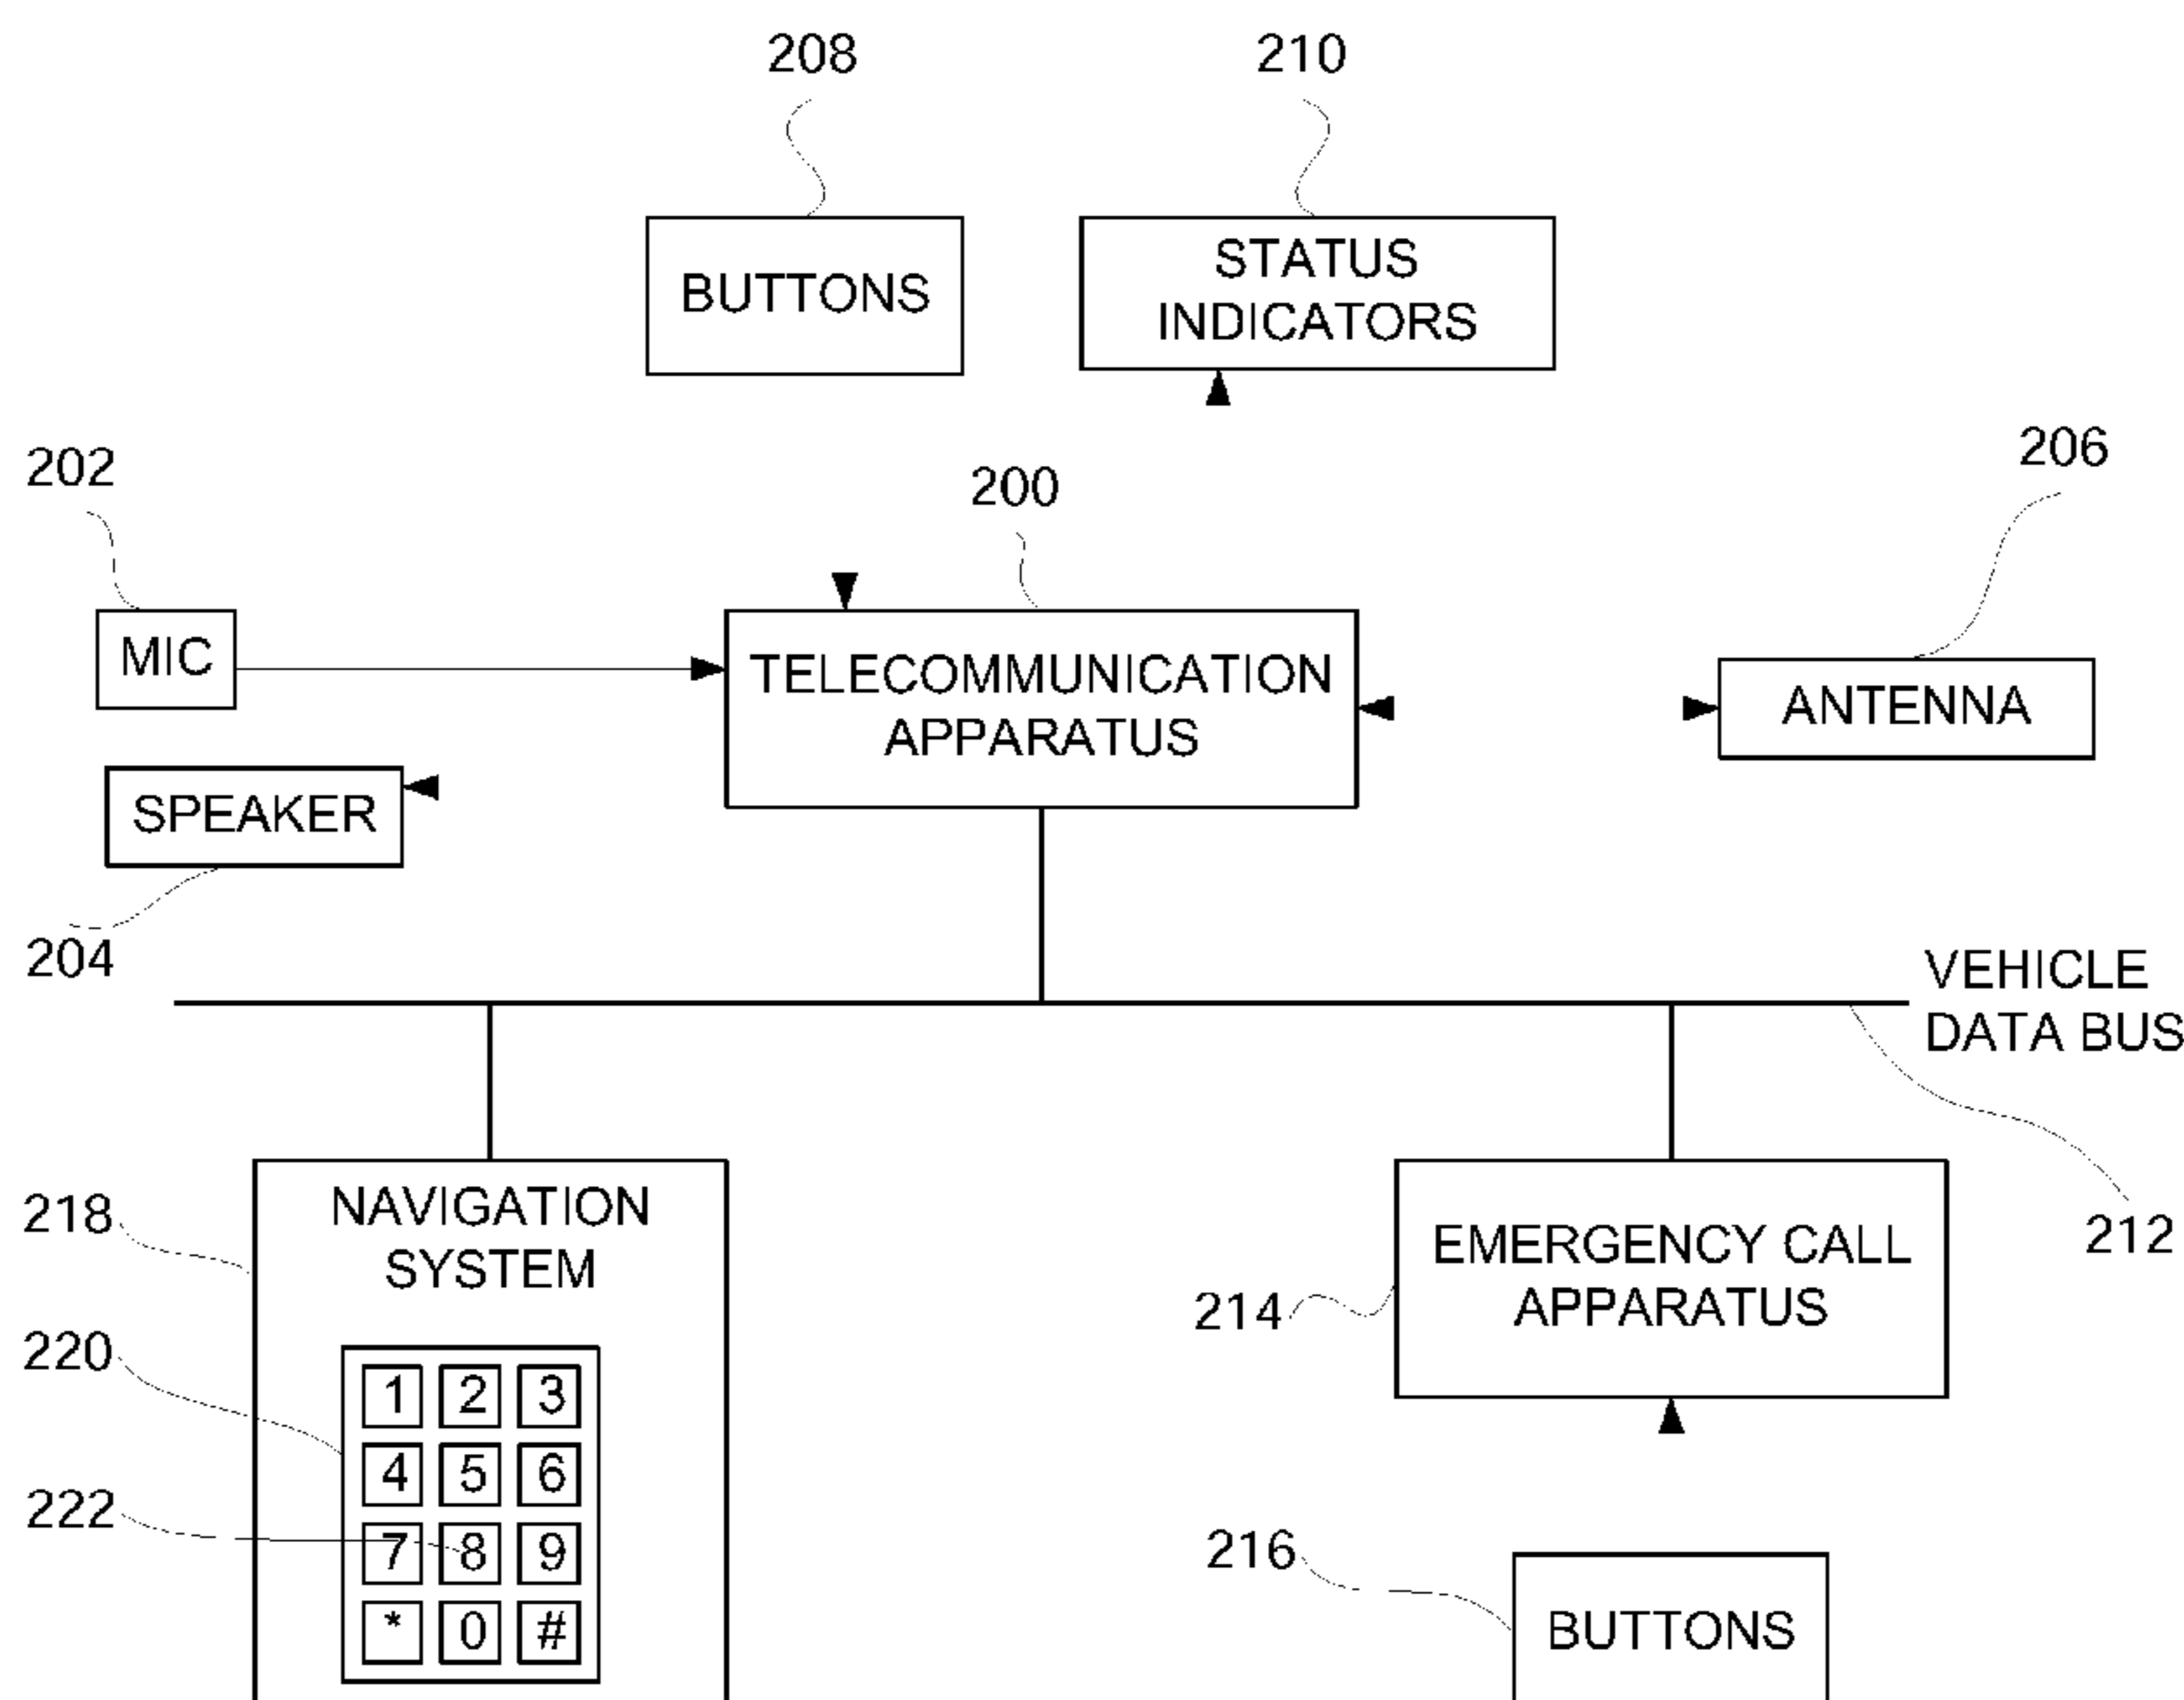 208
210
BUTTONS
STATUS
INDICATORS
202
200
206
MIC
TELECOMMUNICATION
APPARATUS
ANTENNA
SPEAKER
204
VEHICLE
DATA BUS
212
218
NAVIGATION
SYSTEM
214
EMERGENCY CALL
APPARATUS
220
1 2 3
4 5 6
222
7 8 9
* 0 #
216
BUTTONS